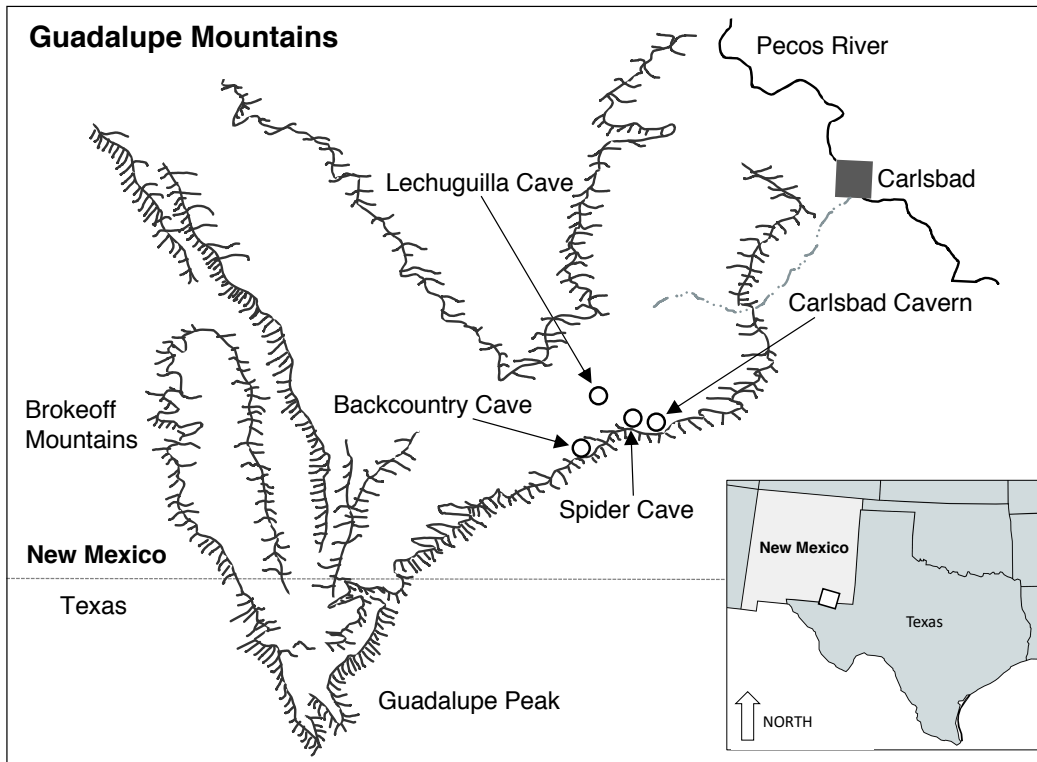 Guadalupe Mountains
Pecos River
Lechuguilla Cave
Carlsbad
Carlsbad Cavern
Backcountry Cave
Brokeoff
Mountains
Spider Cave
New Mexico
Texas
Guadalupe Peak
New Mexico
Texas
NORTH